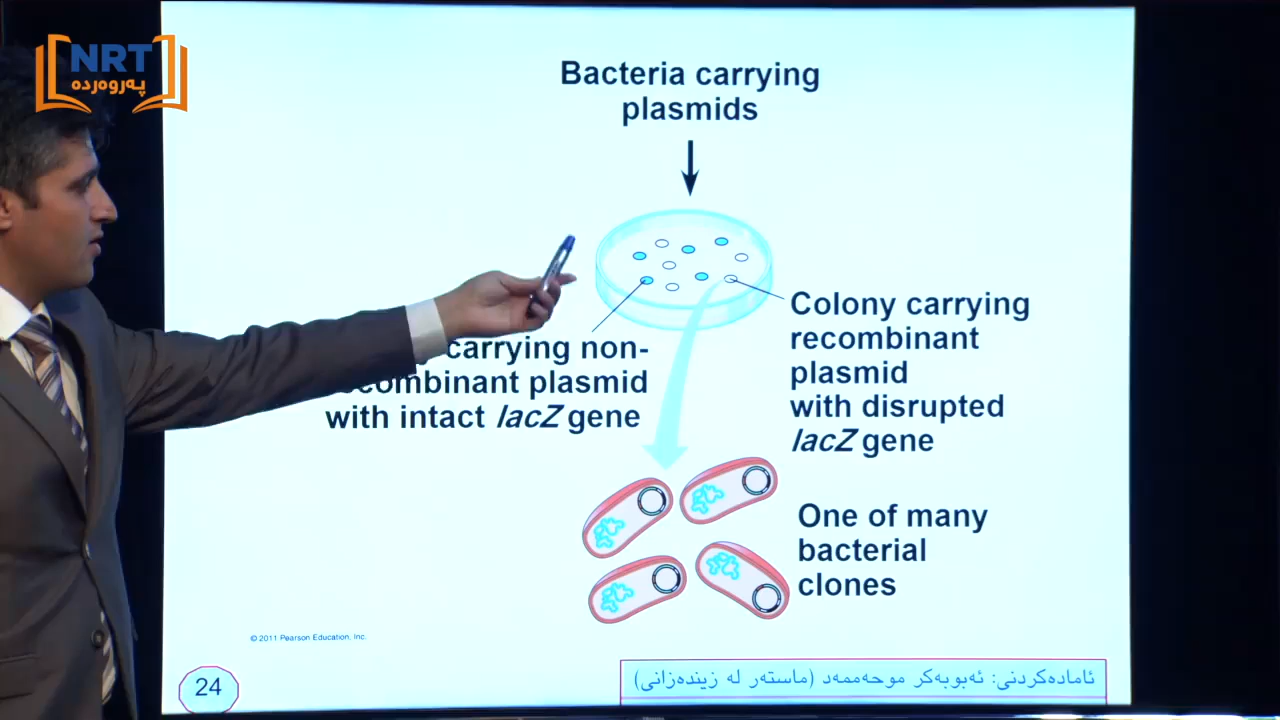 NRT
پەروەردە
Bacteria carrying
plasmids
carrying non-
recombinant plasmid
with intact lacZ gene
Colony carrying
recombinant
plasmid
with disrupted
lacZ gene
One of many
bacterial
clones
© 2011 Pearson Education, Inc.
24
ئامادەکردنی: ئەبوبەکر موحەممەد (ماستەر لە زیندەزانی)